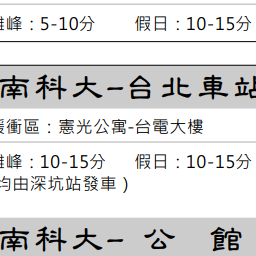 離峰：5-10分　　假日：10-15分
南科大-台北車站
緩衝區：憲光公寓-台電大樓
離峰：10-15分　　假日：10-15分
均由深坑站發車）
南科大- 公　館